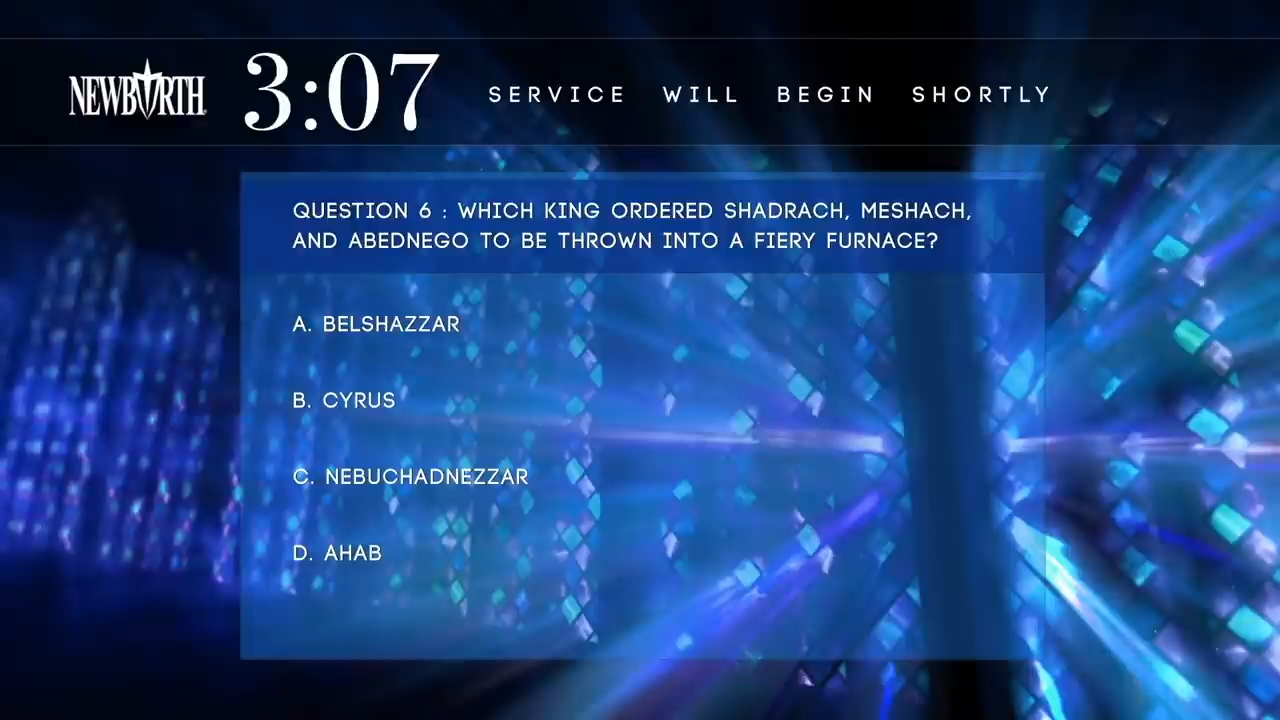 NEWBIRTH
3:07
SERVICE WILL BEGIN SHORTLY
QUESTION 6 : WHICH KING ORDERED SHADRACH, MESHACH,
AND ABEDNEGO TO BE THROWN INTO A FIERY FURNACE?
A. BELSHAZZAR
B. CYRUS
C. NEBUCHADNEZZAR
D. AHAB